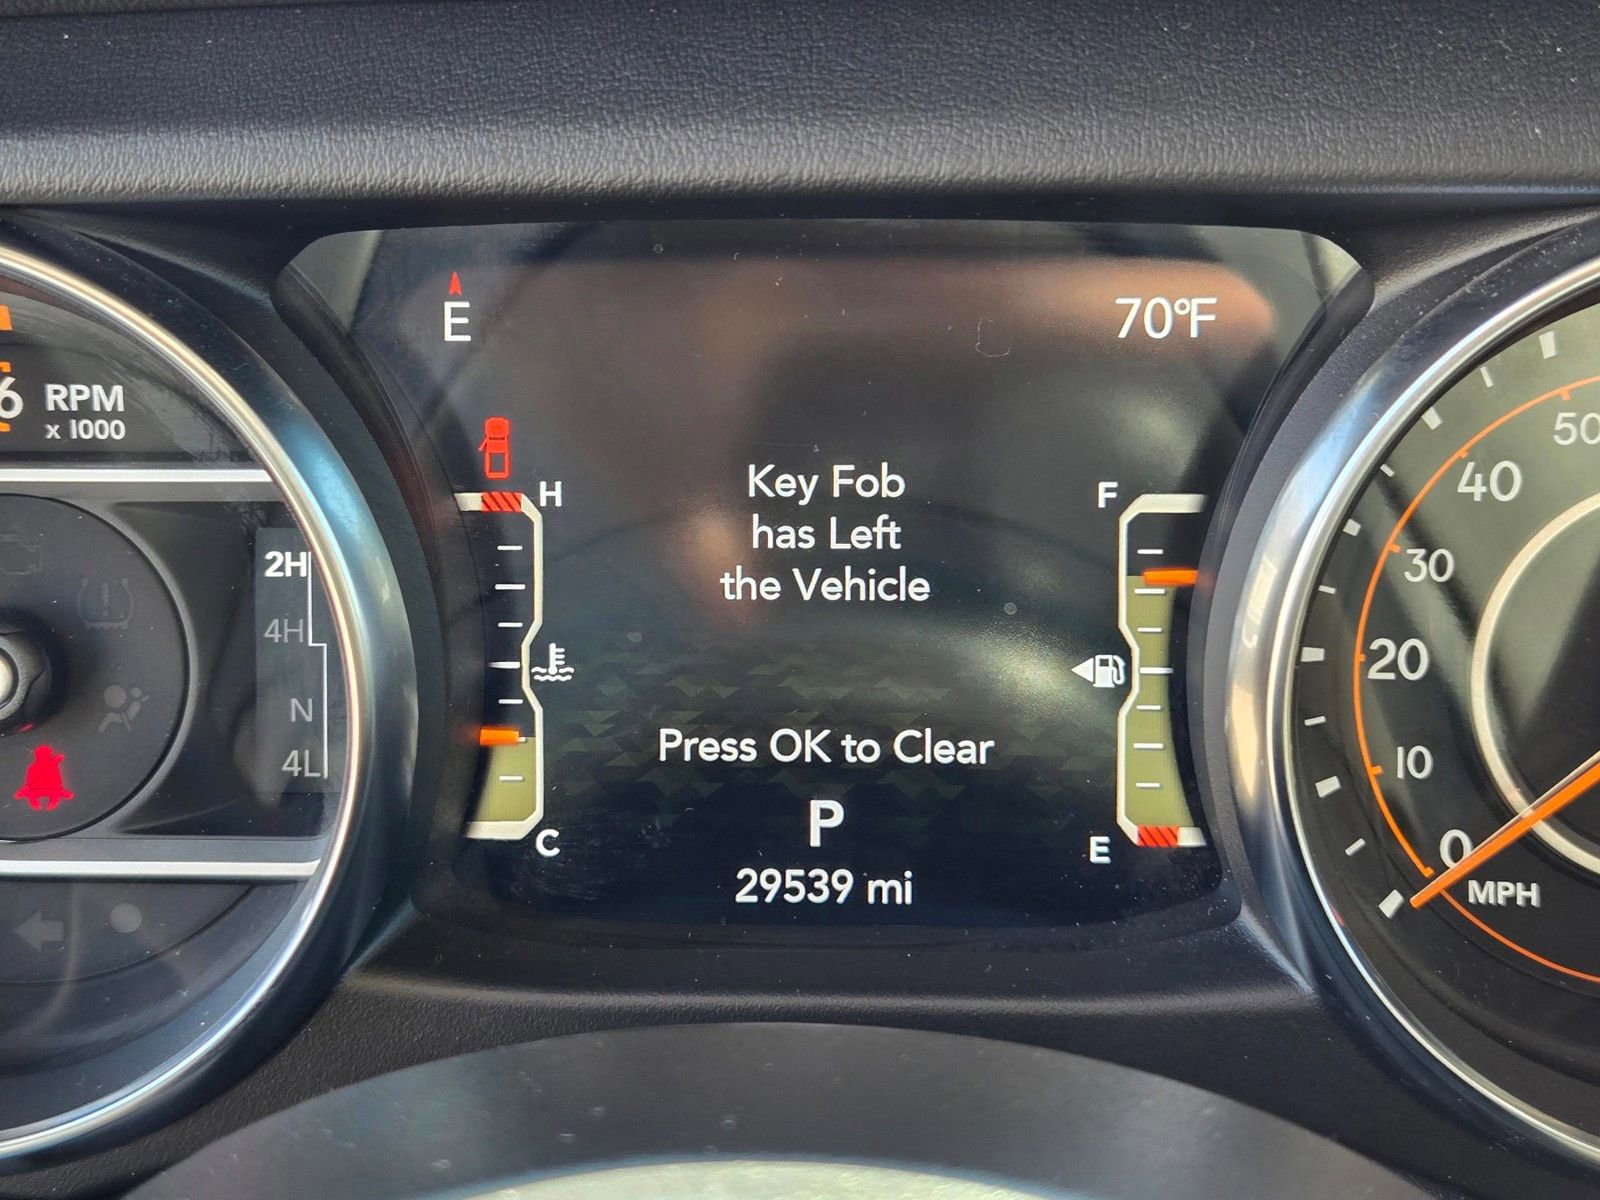 E
70°F
6
RPM
x 1000
2H
4H
N
4L
H
C
Key Fob
has Left
the Vehicle
Press OK to Clear
P
29539 mi
F
E
50
40
30
20
10
0
MPH